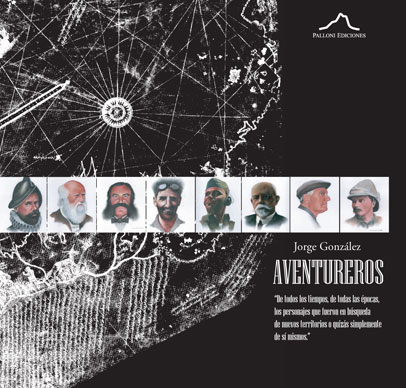 PALLONI EDICIONES
Jorge González
AVENTUREROS
"De todos los tiempos, de todas las épocas,
los personajes que fueron en búsqueda
de nuevos territorios o quizás simplemente
de sí mismos."